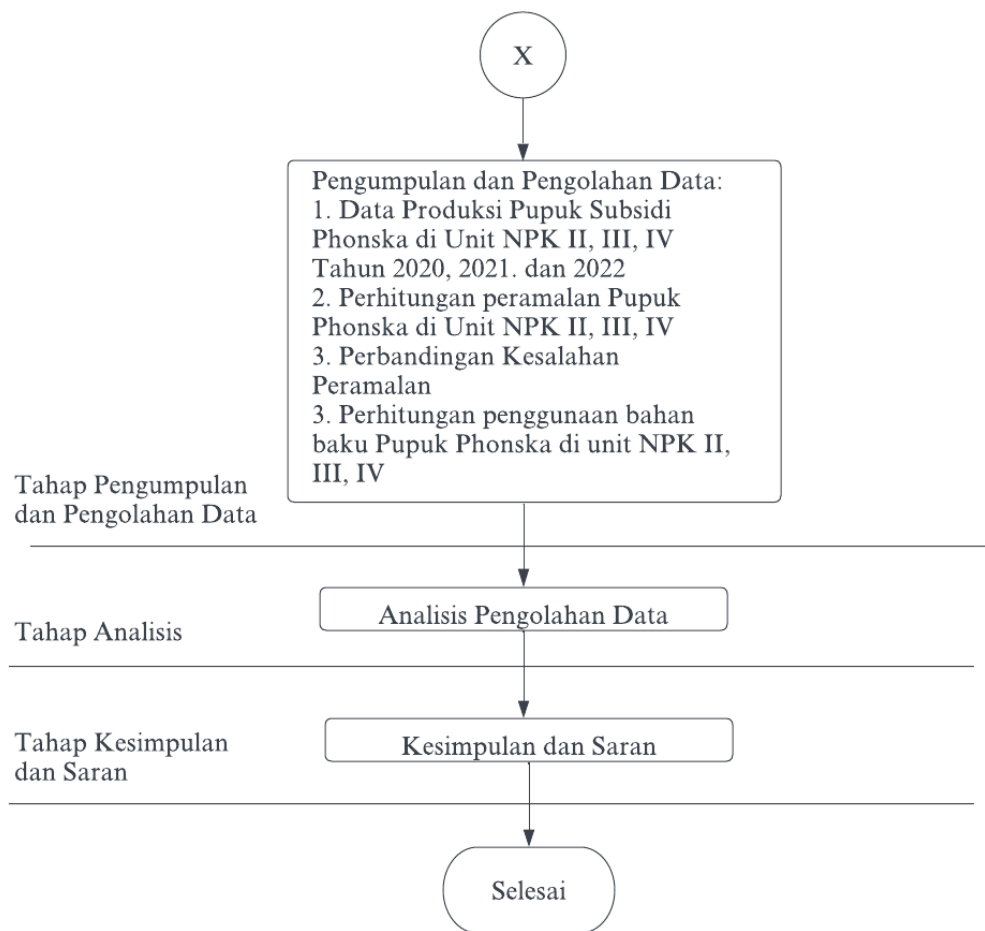 X
Pengumpulan dan Pengolahan Data:
1. Data Produksi Pupuk Subsidi
Phonska di Unit NPK II, III, IV
Tahun 2020, 2021. dan 2022
2. Perhitungan peramalan Pupuk
Phonska di Unit NPK II, III, IV
3. Perbandingan Kesalahan
Peramalan
3. Perhitungan penggunaan bahan
baku Pupuk Phonska di unit NPK II,
III, IV
Tahap Pengumpulan
dan Pengolahan Data
Analisis Pengolahan Data
Tahap Analisis
Kesimpulan dan Saran
Tahap Kesimpulan
dan Saran
Selesai